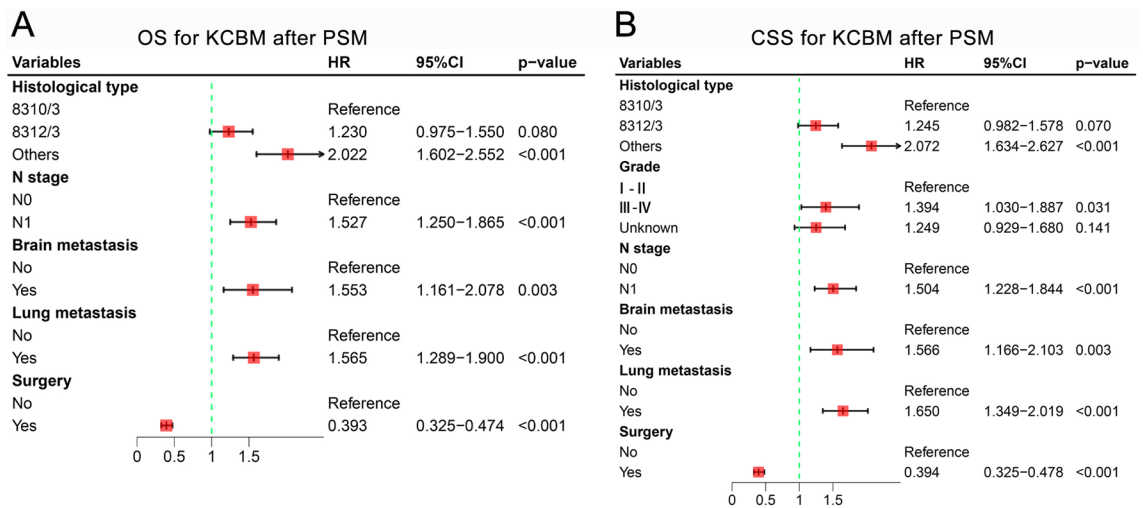 A
OS for KCBM after PSM
Variables HR 95%CI p−value
Histological type
8310/3 Reference
8312/3 1.230 0.975−1.550 0.080
Others 2.022 1.602−2.552 <0.001
N stage
N0 Reference
N1 1.527 1.250−1.865 <0.001
Brain metastasis
No Reference
Yes 1.553 1.161−2.078 0.003
Lung metastasis
No Reference
Yes 1.565 1.289−1.900 <0.001
Surgery
No Reference
Yes 0.393 0.325−0.474 <0.001
0 0.5 1 1.5
B
CSS for KCBM after PSM
Variables HR 95%CI p−value
Histological type
8310/3 Reference
8312/3 1.245 0.982−1.578 0.070
Others 2.072 1.634−2.627 <0.001
Grade
Ⅰ-Ⅱ Reference
Ⅲ-Ⅳ 1.394 1.030−1.887 0.031
Unknown 1.249 0.929−1.680 0.141
N stage
N0 Reference
N1 1.504 1.228−1.844 <0.001
Brain metastasis
No Reference
Yes 1.566 1.166−2.103 0.003
Lung metastasis
No Reference
Yes 1.650 1.349−2.019 <0.001
Surgery
No Reference
Yes 0.394 0.325−0.478 <0.001
0 0.5 1 1.5